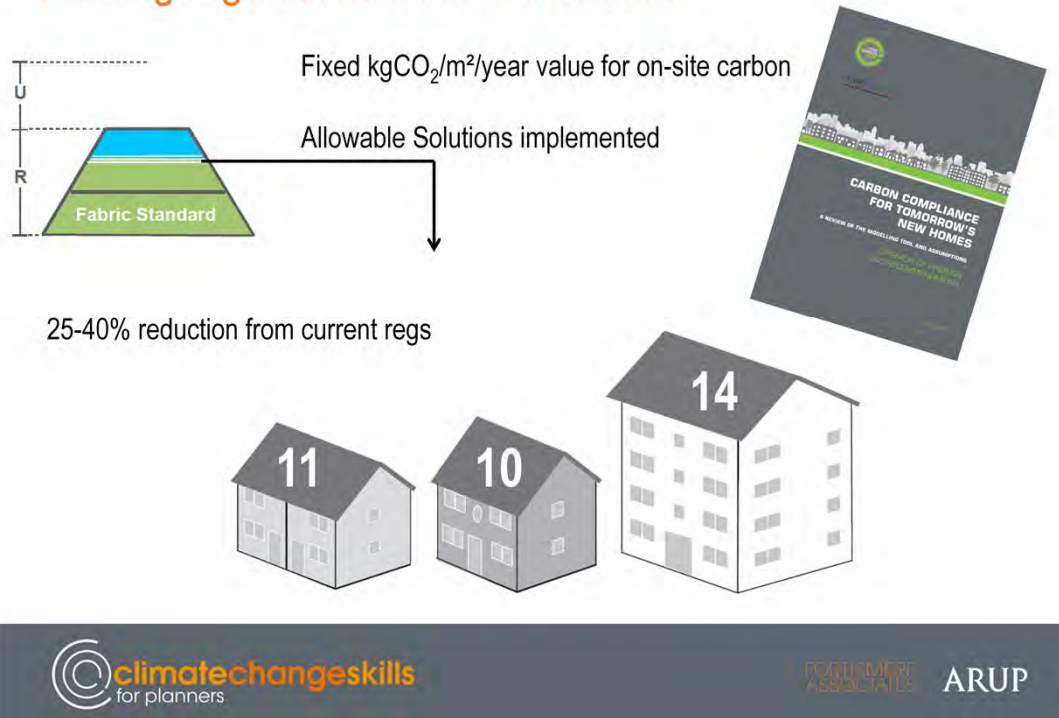 Fixed kgCO₂/m²/year value for on-site carbon
U
Allowable Solutions implemented
R
Fabric Standard
CARBON COMPLIANCE
FOR TOMORROW'S
NEW HOMES
A REVIEW OF THE MODELLING TOOL AND ASSUMPTIONS
25-40% reduction from current regs
14
11
10
climatechangeskills
for planners
ARUP